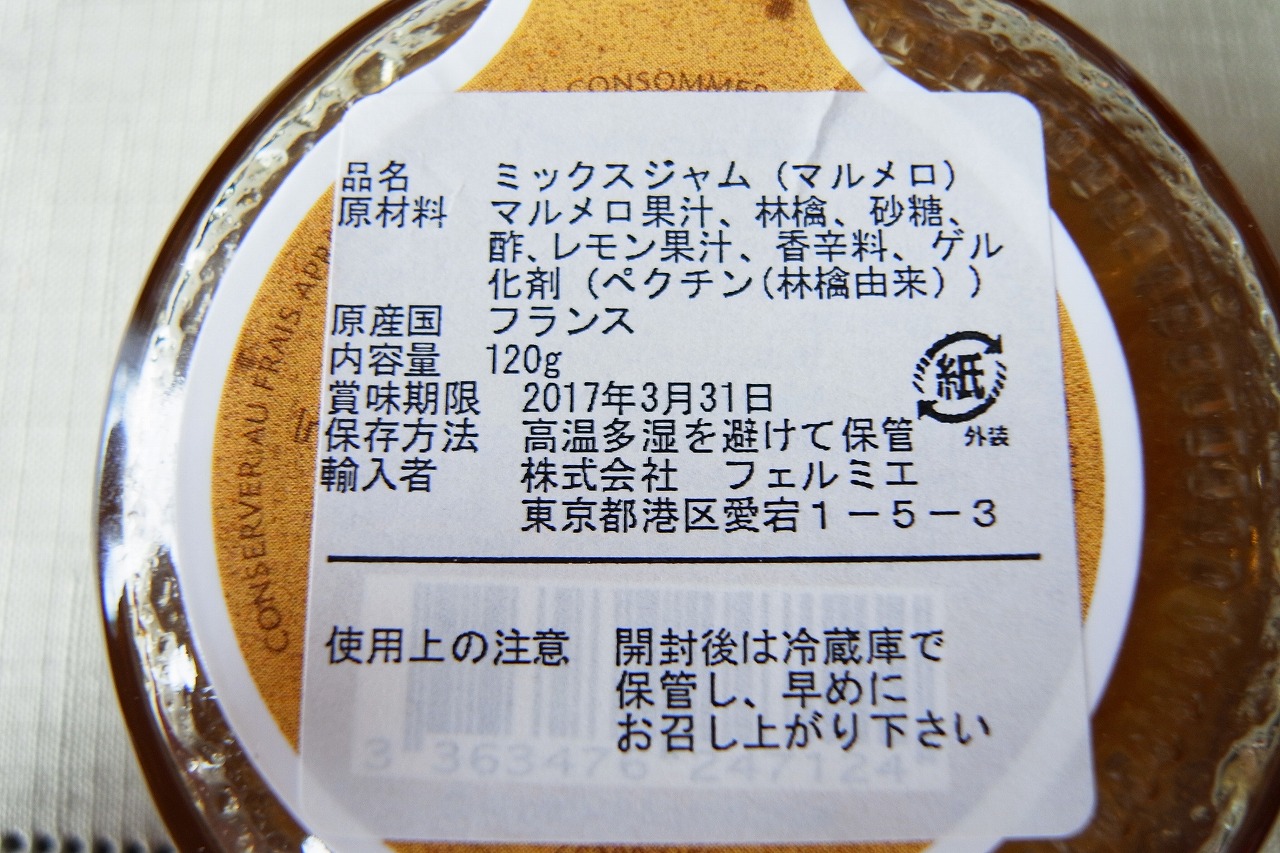 CONSOMMER
品名 ミックスジャム（マルメロ）
原材料 マルメロ果汁、林檎、砂糖、
酢、レモン果汁、香辛料、ゲル
化剤（ペクチン(林檎由来)）
原産国 フランス
内容量 120g
賞味期限 2017年3月31日
保存方法 高温多湿を避けて保管
輸入者 株式会社 フェルミエ
東京都港区愛宕１－５－３
紙
外装
使用上の注意 開封後は冷蔵庫で
保管し、早めに
お召し上がり下さい
3 363476 247124
CONSERVER AU FRAIS APR